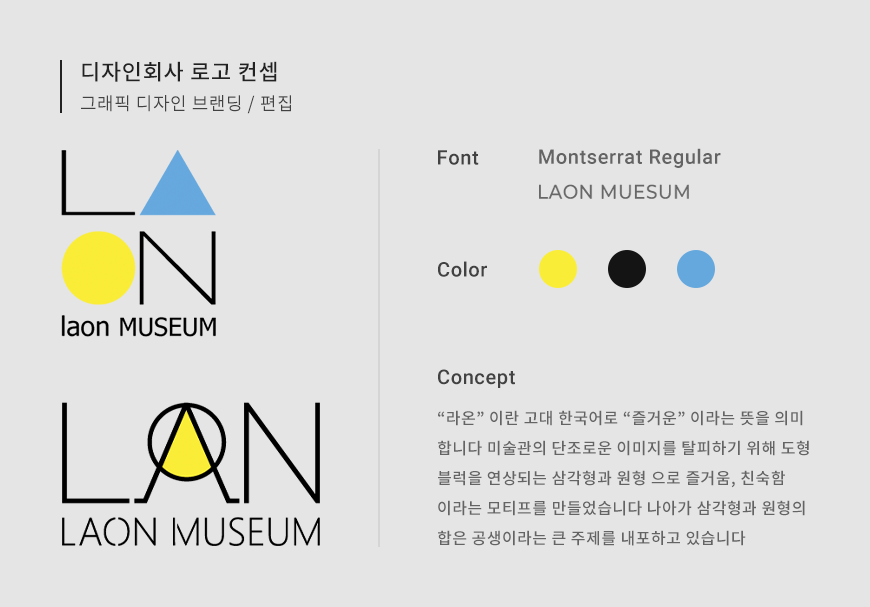 디자인회사 로고 컨셉
그래픽 디자인 브랜딩 / 편집
LA
ON
laon MUSEUM
LAON
LAON MUSEUM
Font
Montserrat Regular
LAON MUESUM
Color
Concept
“라온” 이란 고대 한국어로 “즐거운” 이라는 뜻을 의미
합니다 미술관의 단조로운 이미지를 탈피하기 위해 도형
블럭을 연상되는 삼각형과 원형 으로 즐거움, 친숙함
이라는 모티프를 만들었습니다 나아가 삼각형과 원형의
합은 공생이라는 큰 주제를 내포하고 있습니다